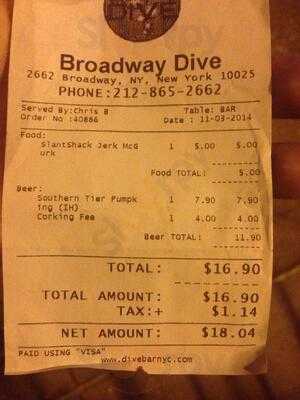 DIVE
Broadway Dive
2662 Broadway, NY, New York 10025
PHONE: 212-865-2662
Served By:Chris B Table: BAR
Order No :40866 Date : 11-03-2014
Food:
SlantShack Jerk McG 1 5.00 5.00
urk
Food TOTAL: 5.00
Beer:
Southern Tier Pumpk 1 7.90 7.90
ing (IH)
Corking Fee 1 4.00 4.00
Beer TOTAL: 11.90
TOTAL: $16.90
TOTAL AMOUNT: $16.90
TAX:+ $1.14
NET AMOUNT: $18.04
PAID USING "VISA"
www.divebarnyc.com